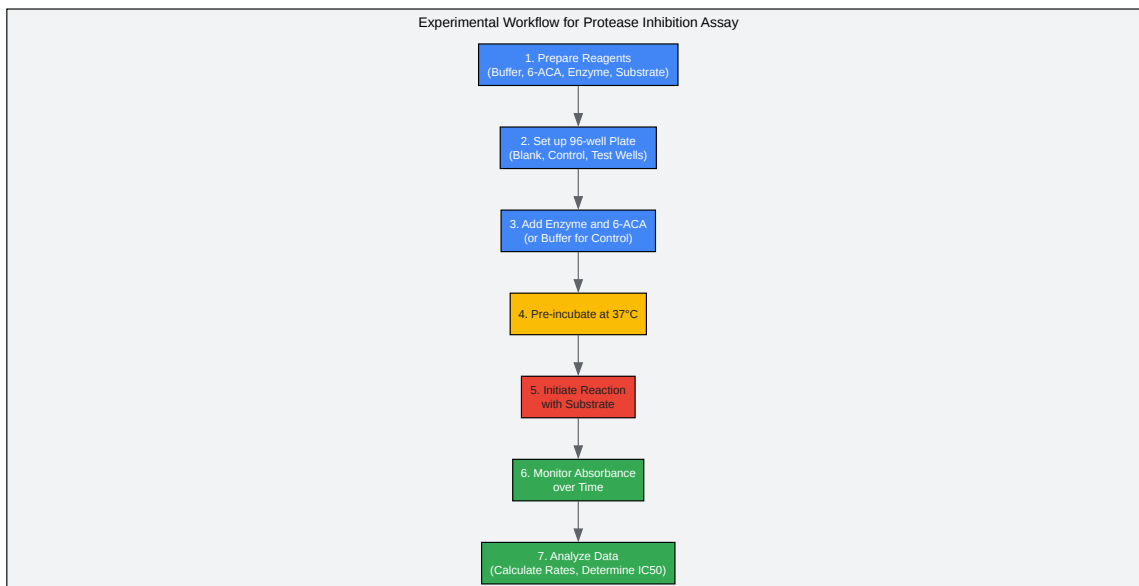 Experimental Workflow for Protease Inhibition Assay
1. Prepare Reagents
(Buffer, 6-ACA, Enzyme, Substrate)
2. Set up 96-well Plate
(Blank, Control, Test Wells)
3. Add Enzyme and 6-ACA
(or Buffer for Control)
4. Pre-incubate at 37°C
5. Initiate Reaction
with Substrate
6. Monitor Absorbance
over Time
7. Analyze Data
(Calculate Rates, Determine IC50)